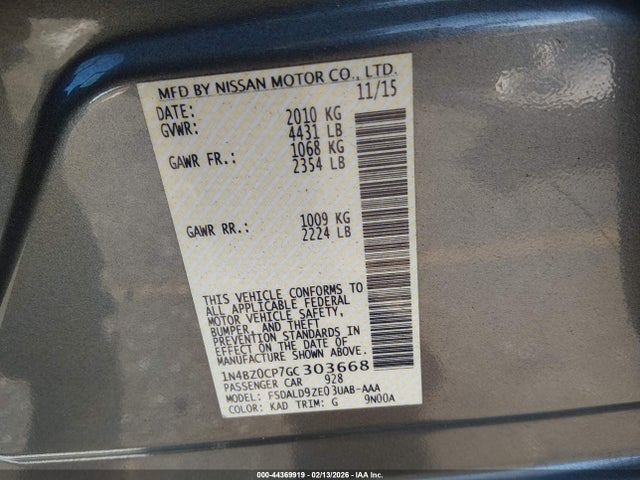 MFD BY NISSAN MOTOR CO., LTD.
DATE: 11/15
GVWR: 2010 KG
4431 LB
GAWR FR.: 1068 KG
2354 LB
GAWR RR.: 1009 KG
2224 LB
THIS VEHICLE CONFORMS TO
ALL APPLICABLE FEDERAL
MOTOR VEHICLE SAFETY,
BUMPER, AND THEFT
PREVENTION STANDARDS IN
EFFECT ON THE DATE OF
MANUFACTURE SHOWN ABOVE.
1N4BZ0CP7GC303668
PASSENGER CAR 928
MODEL: FSDALD9ZE03UAB-AAA
COLOR: KAD TRIM: G 9N00A
000-44369919 | 02/13/2026 - IAA Inc.